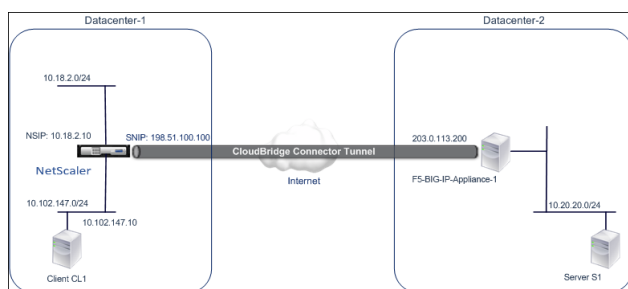 Datacenter-1
Datacenter-2
10.18.2.0/24
NSIP: 10.18.2.10
SNIP: 198.51.100.100
203.0.113.200
CloudBridge Connector Tunnel
NetScaler
Internet
F5-BIG-IP-Appliance-1
10.102.147.0/24
10.20.20.0/24
10.102.147.10
Client CL1
Server S1